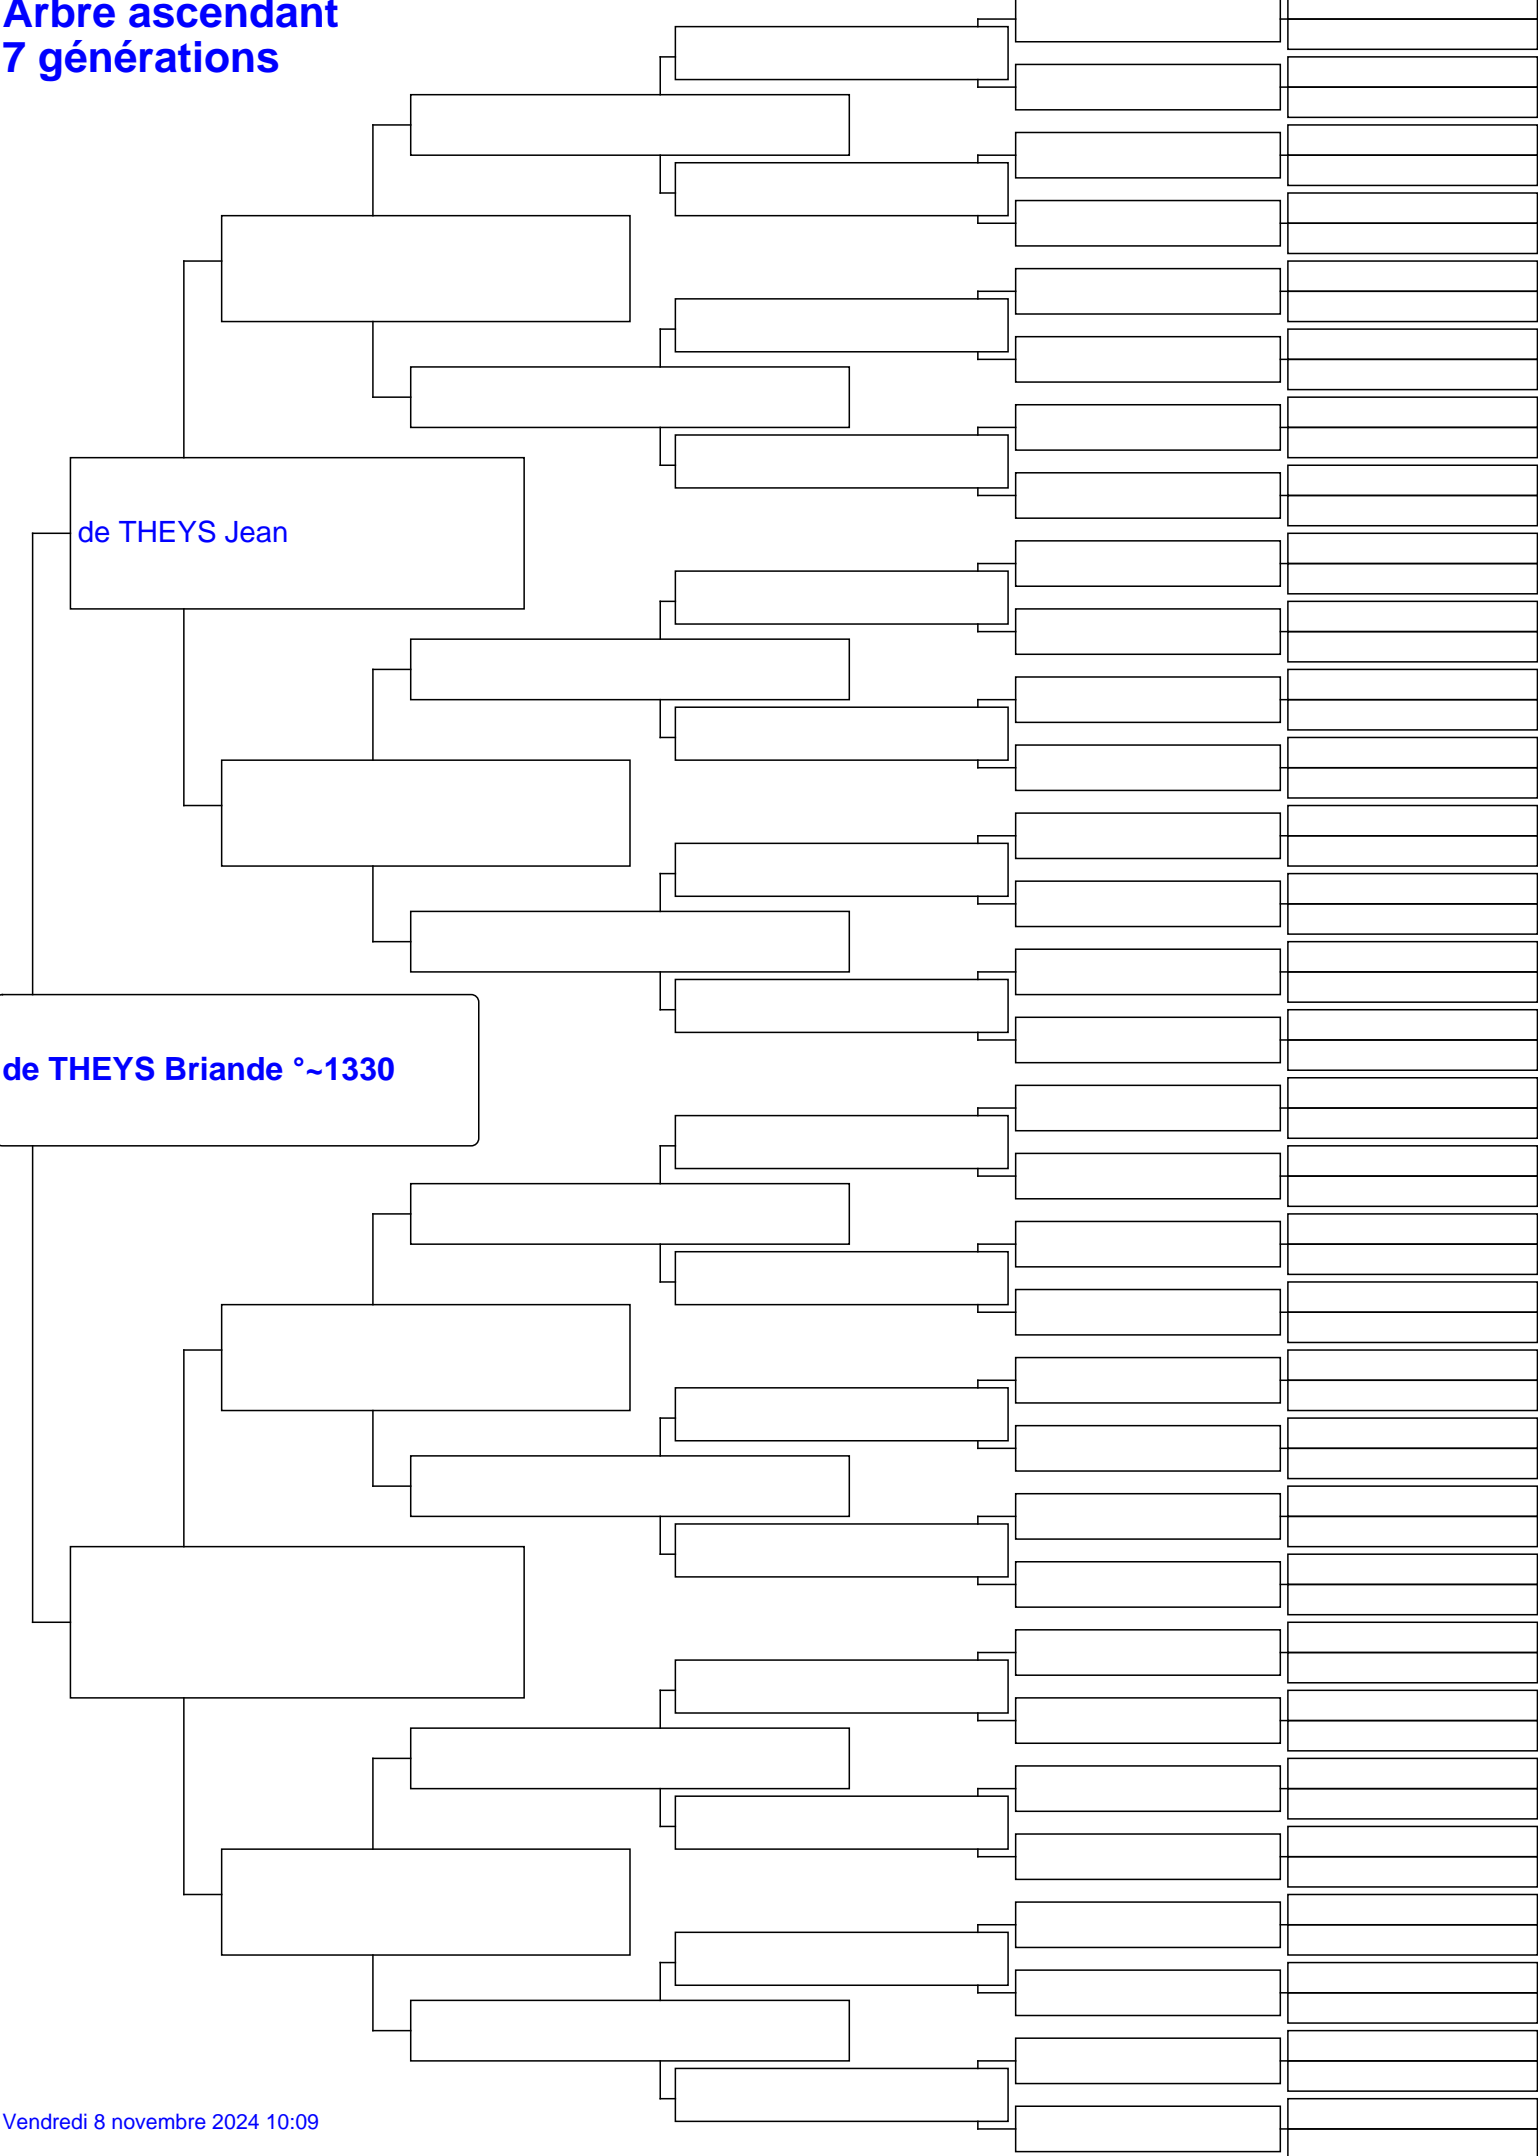 Arbre ascendant
7 générations
de THEYS Jean
de THEYS Briande °~1330
Vendredi 8 novembre 2024 10:09